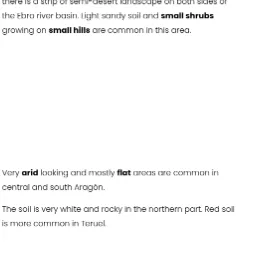 there is a strip of semi-desert landscape on both sides of
the Ebro river basin. Light sandy soil and small shrubs
growing on small hills are common in this area.
Very arid looking and mostly flat areas are common in
central and south Aragón.
The soil is very white and rocky in the northern part. Red soil
is more common in Teruel.